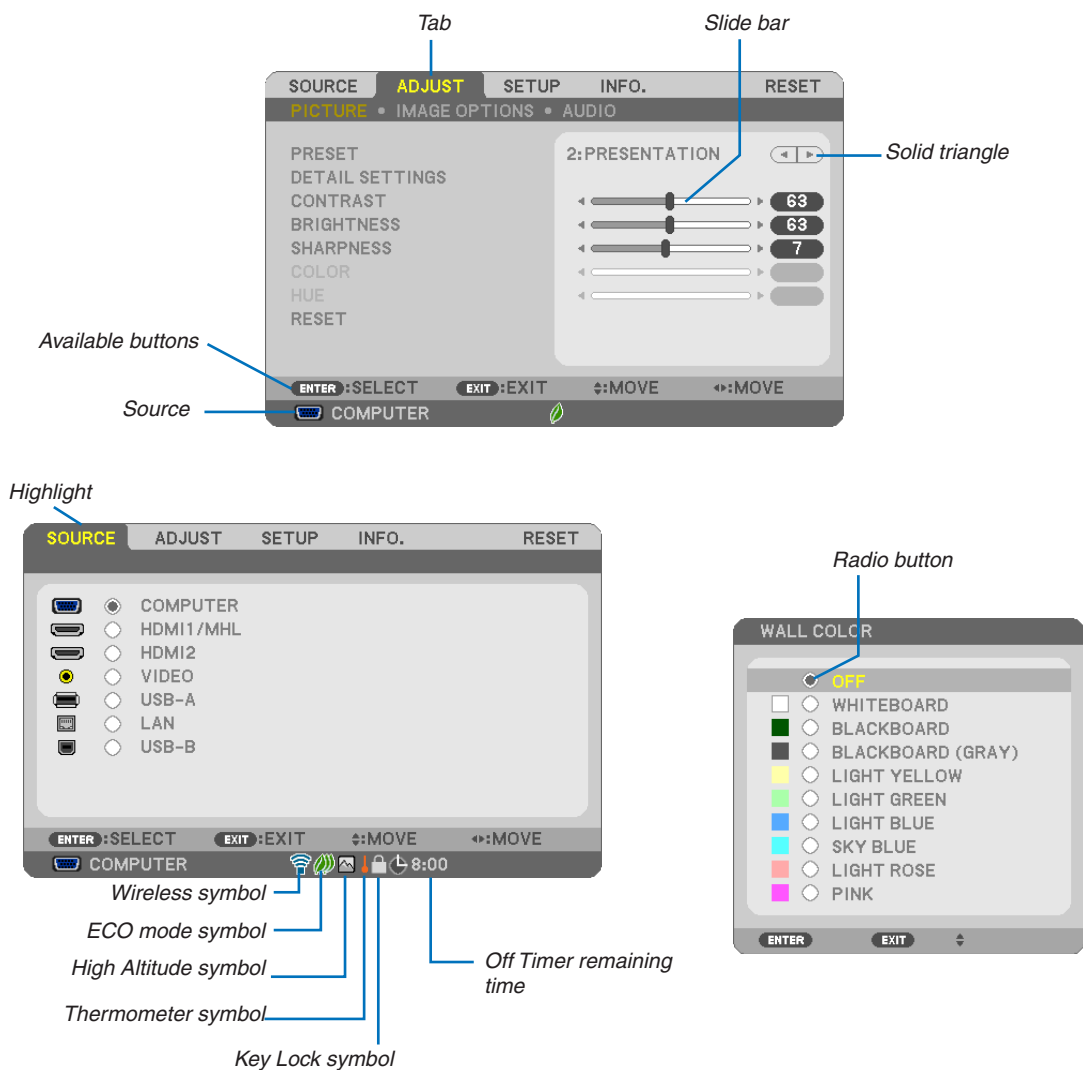 Tab
Slide bar
SOURCE ADJUST SETUP INFO. RESET
PICTURE • IMAGE OPTIONS • AUDIO
PRESET 2:PRESENTATION
Solid triangle
DETAIL SETTINGS
CONTRAST 63
BRIGHTNESS 63
SHARPNESS 7
COLOR
HUE
RESET
Available buttons
ENTER:SELECT EXIT:EXIT :MOVE :MOVE
Source
COMPUTER
Highlight
SOURCE ADJUST SETUP INFO. RESET
COMPUTER
HDMI1/MHL
HDMI2
VIDEO
USB-A
LAN
USB-B
ENTER:SELECT EXIT:EXIT :MOVE :MOVE
COMPUTER 8:00
Wireless symbol
ECO mode symbol
High Altitude symbol
Thermometer symbol
Key Lock symbol
Off Timer remaining
time
Radio button
WALL COLOR
OFF
WHITEBOARD
BLACKBOARD
BLACKBOARD (GRAY)
LIGHT YELLOW
LIGHT GREEN
LIGHT BLUE
SKY BLUE
LIGHT ROSE
PINK
ENTER EXIT